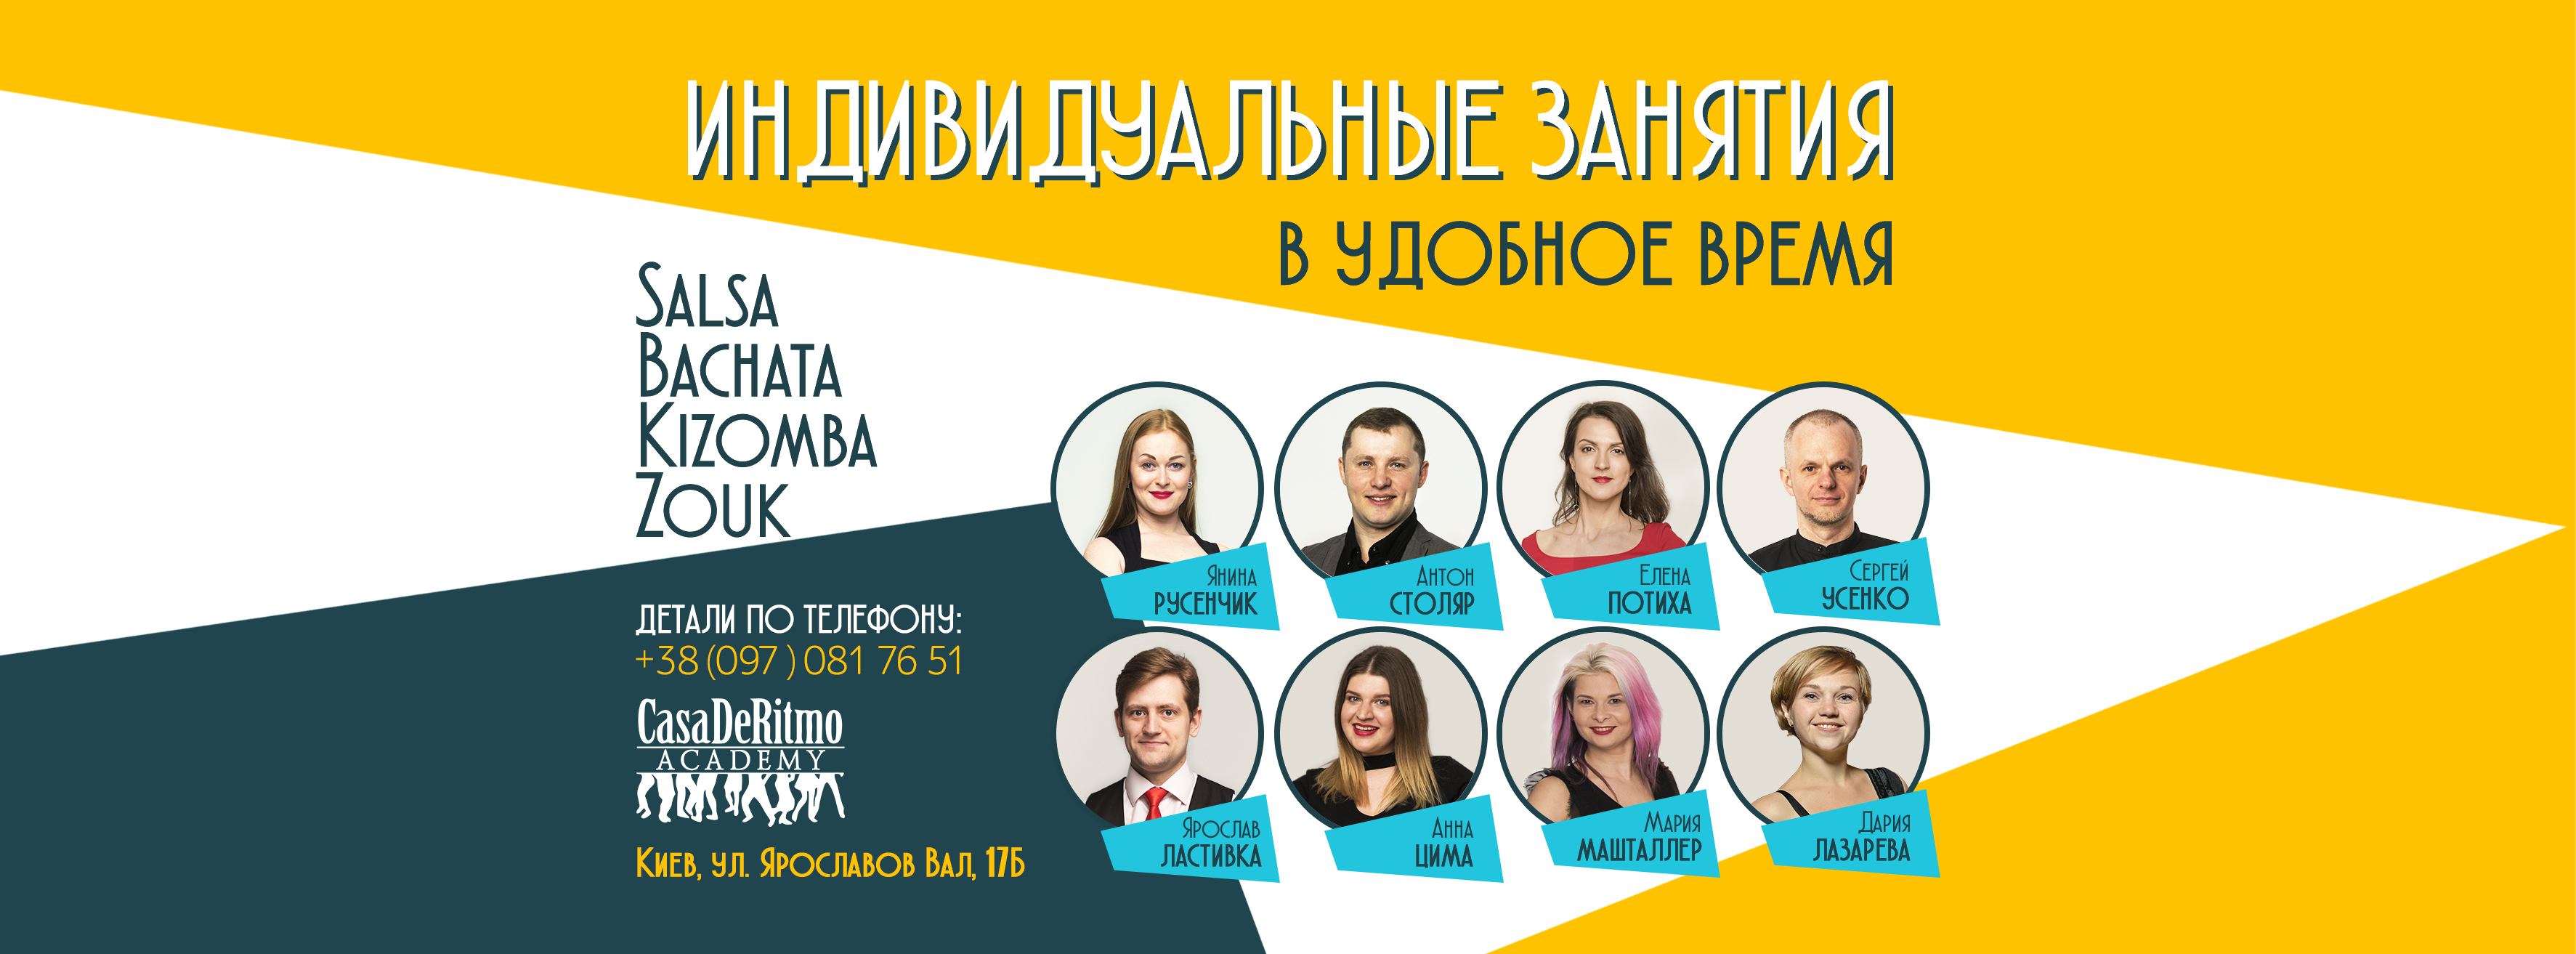 ИНДИВИДУАЛЬНЫЕ ЗАНЯТИЯ
В УДОБНОЕ ВРЕМЯ
SALSA
BACHATA
KIZOMBA
ZOUK
ДЕТАЛИ ПО ТЕЛЕФОНУ:
+38 (097 ) 081 76 51
CasaDeRitmo
ACADEMY
КИЕВ, УЛ. ЯРОСЛАВОВ ВАЛ, 17Б
ЯНИНА
РУСЕНЧИК
АНТОН
СТОЛЯР
ЕЛЕНА
ПОТИХА
СЕРГЕЙ
УСЕНКО
ЯРОСЛАВ
ЛАСТИВКА
АННА
ЦИМА
МАРИЯ
МАШТАЛЛЕР
ДАРИЯ
ЛАЗАРЕВА